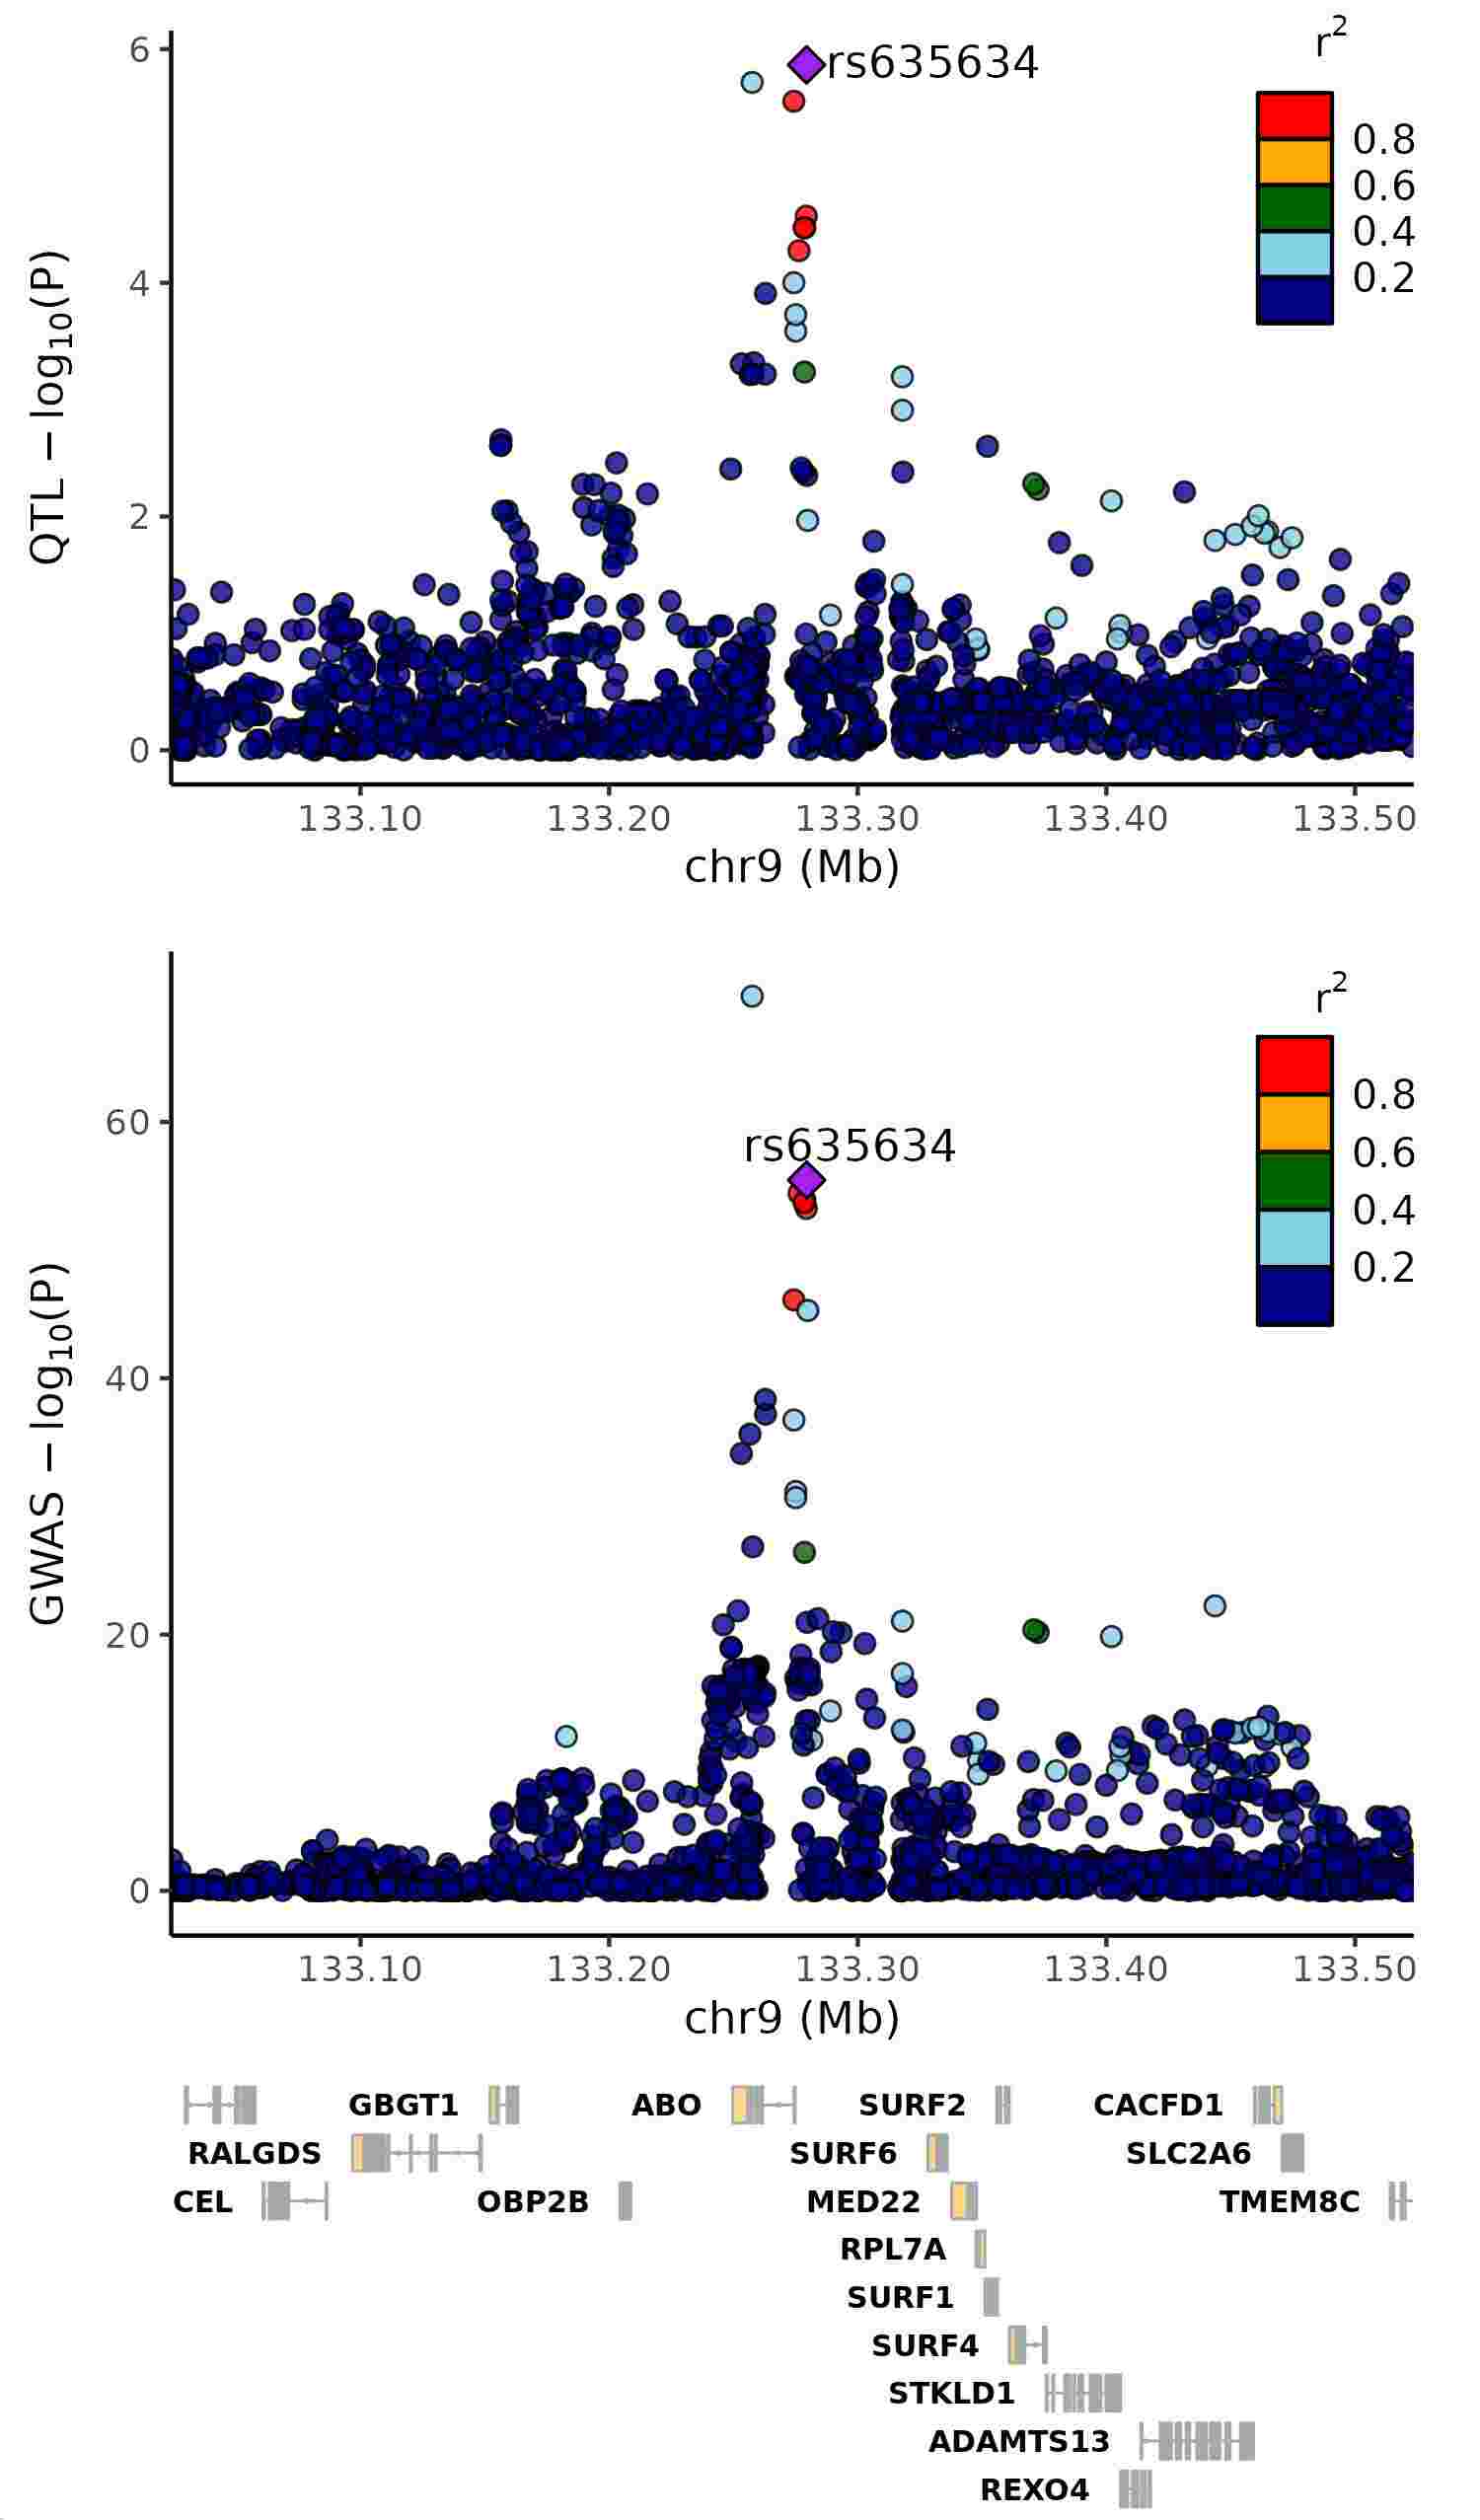 r2
6
rs635634
0.8
0.6
0.4
0.2
4
2
0
QTL −log10(P)
133.10 133.20 133.30 133.40 133.50
chr9 (Mb)
r2
60
rs635634
0.8
0.6
0.4
0.2
40
20
0
GWAS −log10(P)
133.10 133.20 133.30 133.40 133.50
chr9 (Mb)
GBGT1 ABO SURF2 CACFD1
RALGDS SURF6 SLC2A6
CEL OBP2B MED22 TMEM8C
RPL7A
SURF1
SURF4
STKLD1
ADAMTS13
REXO4